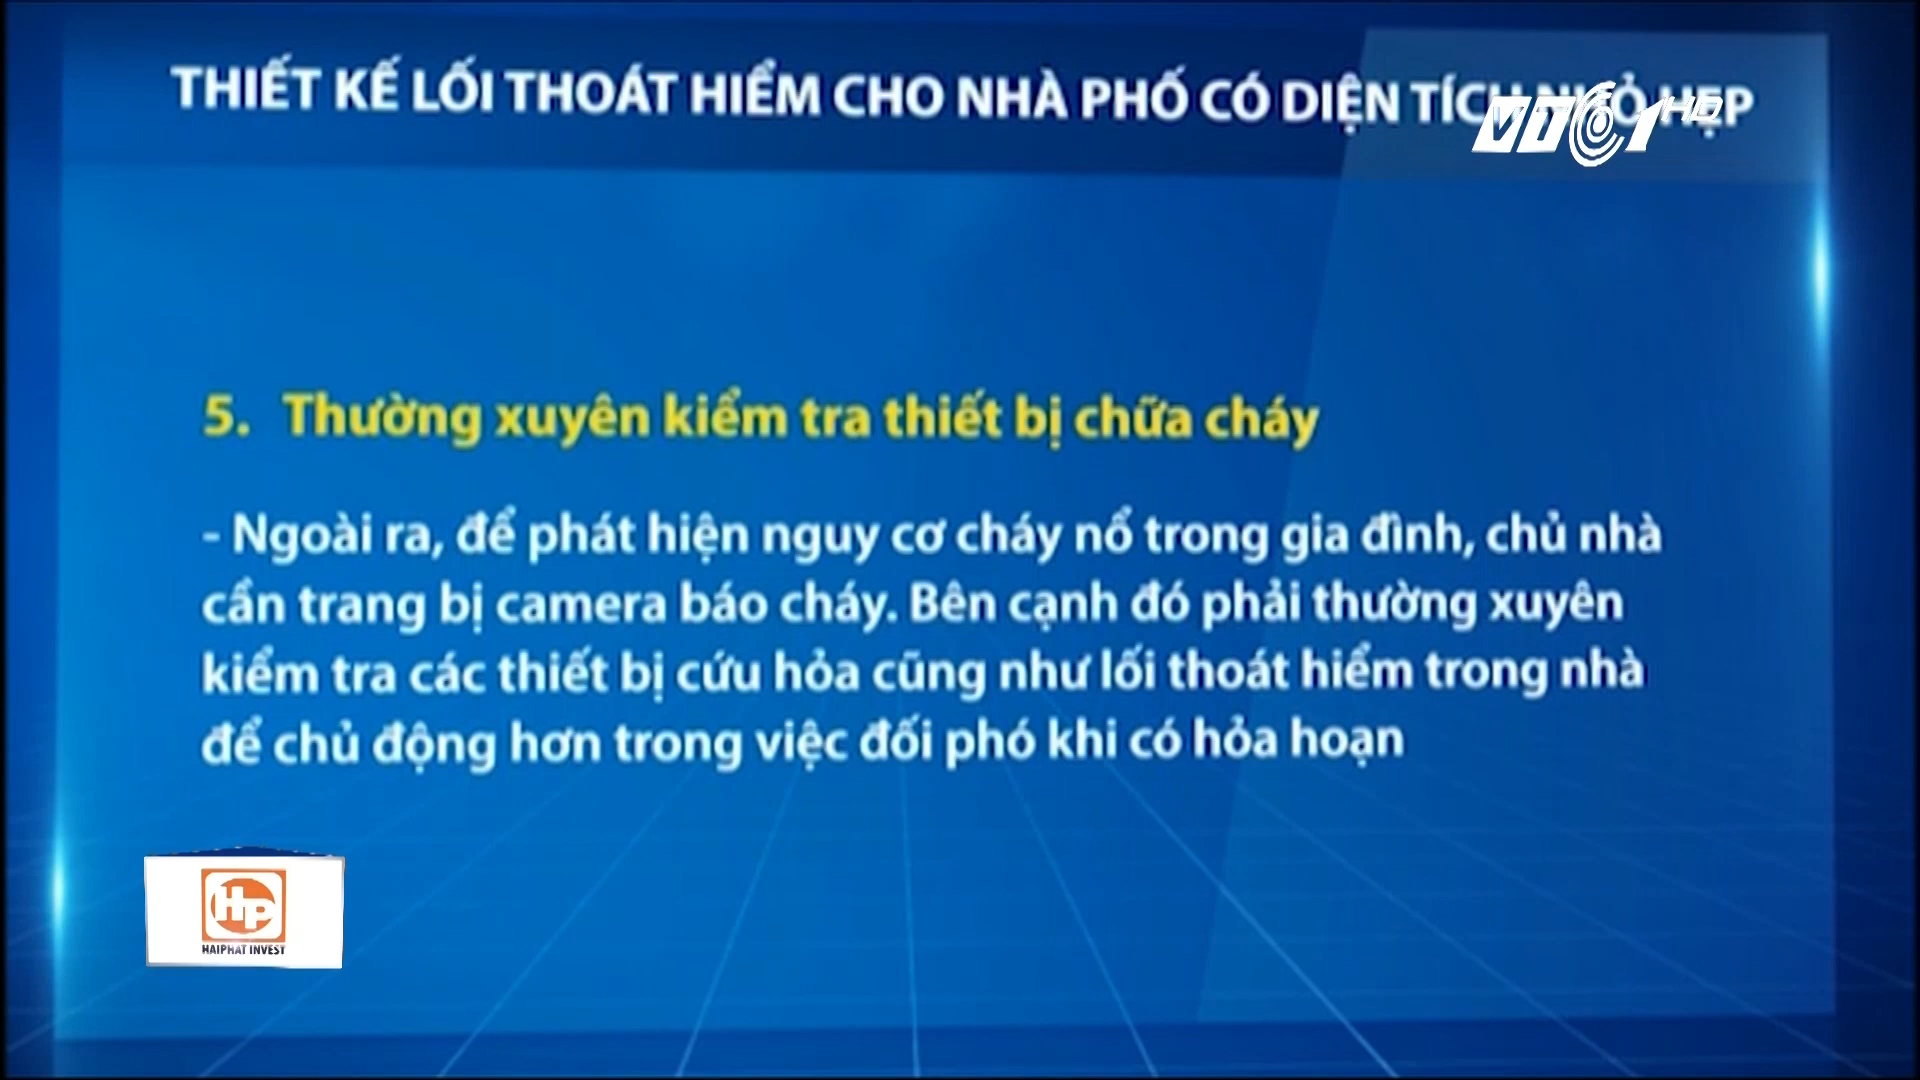 THIẾT KẾ LỐI THOÁT HIỂM CHO NHÀ PHỐ CÓ DIỆN TÍCH NHỎ HẸP
VTC1 HD
5. Thường xuyên kiểm tra thiết bị chữa cháy
- Ngoài ra, để phát hiện nguy cơ cháy nổ trong gia đình, chủ nhà
cần trang bị camera báo cháy. Bên cạnh đó phải thường xuyên
kiểm tra các thiết bị cứu hỏa cũng như lối thoát hiểm trong nhà
để chủ động hơn trong việc đối phó khi có hỏa hoạn
HP
HAIPHAT INVEST